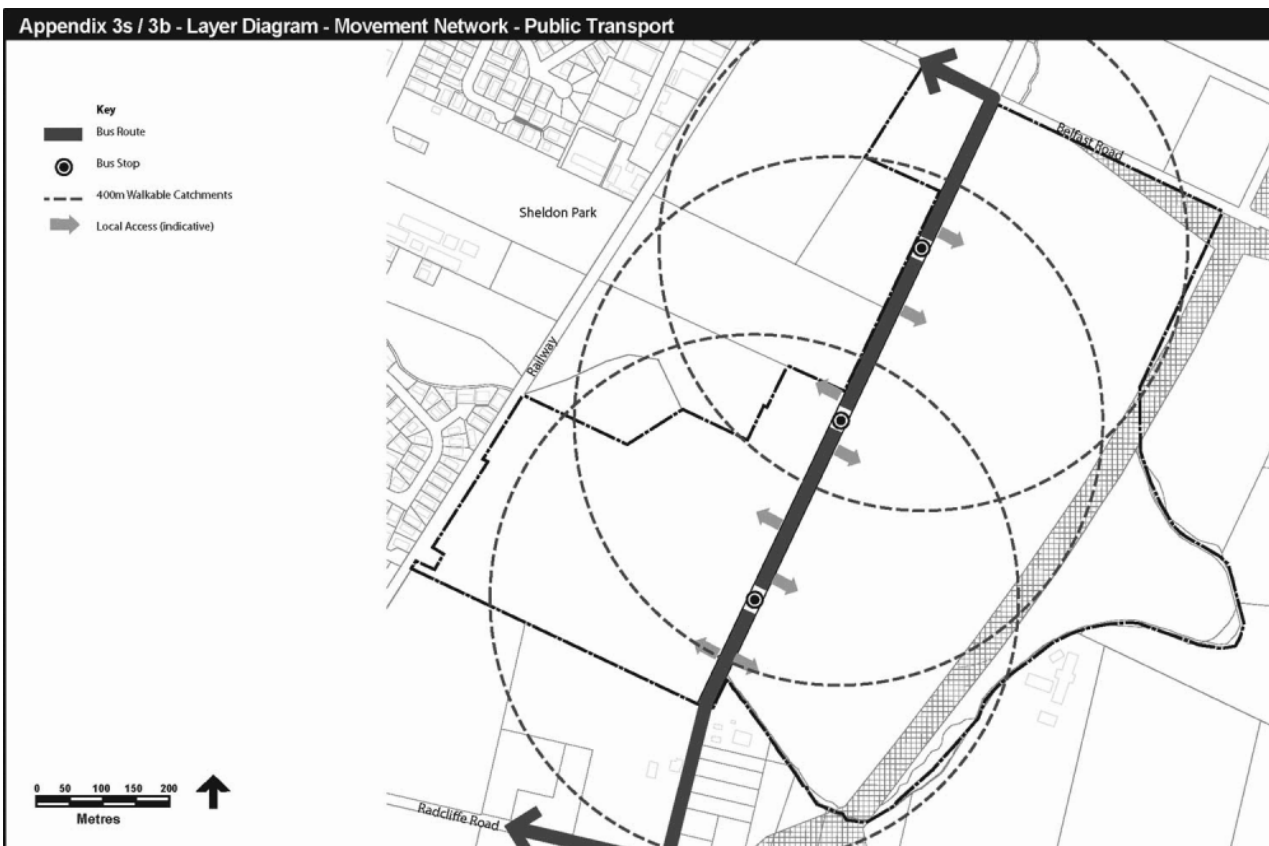 Appendix 3s / 3b - Layer Diagram - Movement Network - Public Transport
Key
Bus Route
Bus Stop
400m Walkable Catchments
Local Access (indicative)
Belfast Road
Sheldon Park
Railway
0 50 100 150 200
Metres
Radcliffe Road